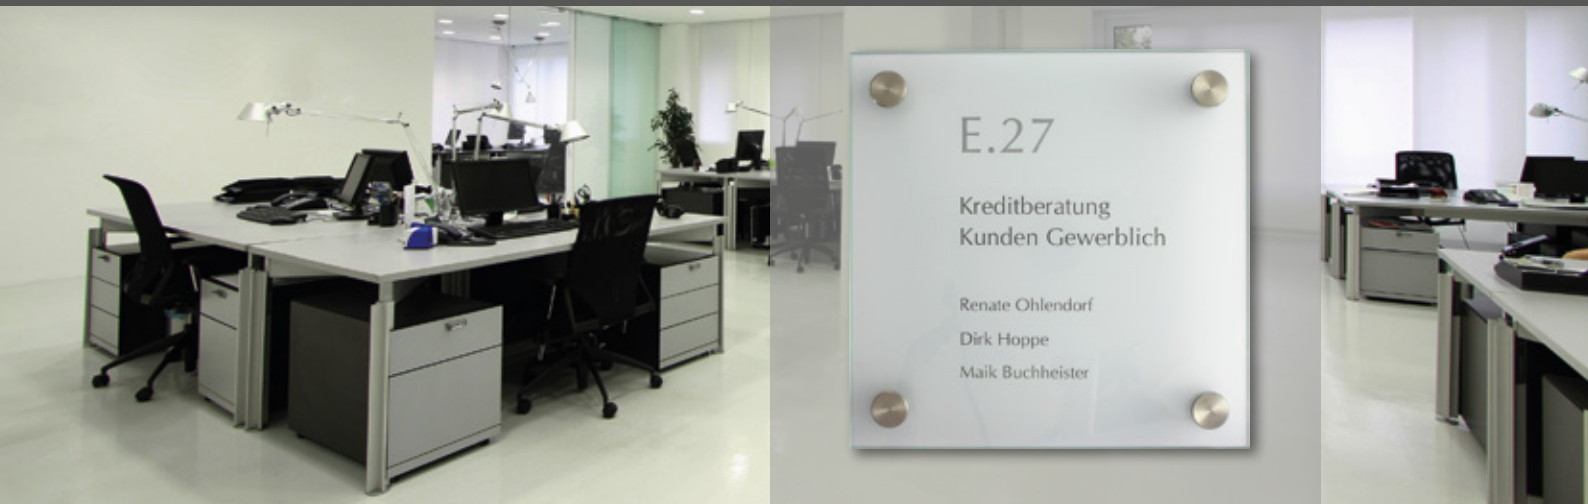 E.27
Kreditberatung
Kunden Gewerblich
Renate Ohlendorf
Dirk Hoppe
Maik Buchheister